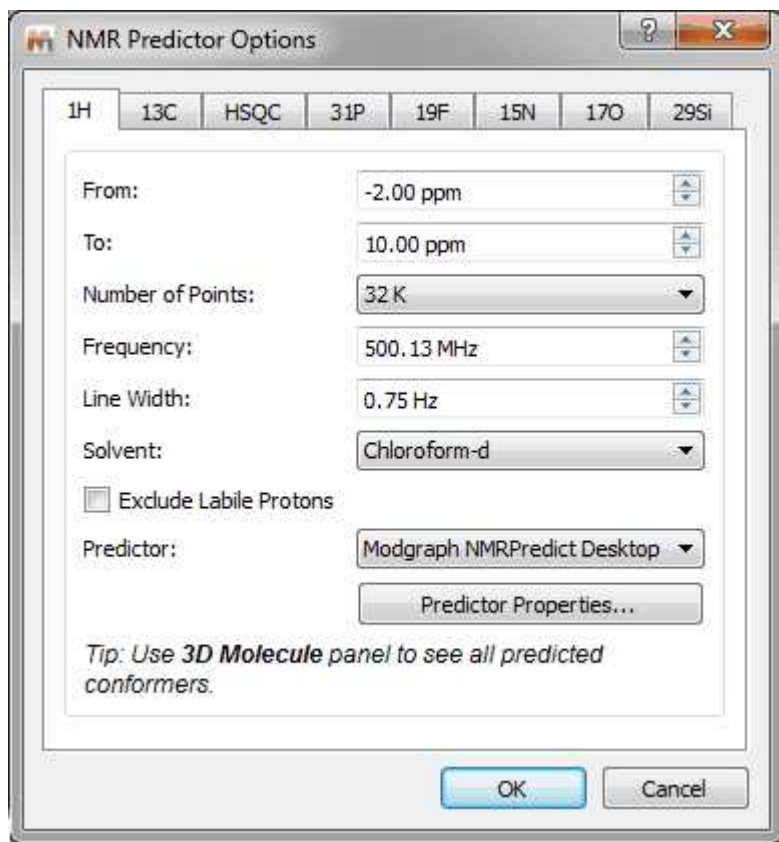 NMR Predictor Options
1H 13C HSQC 31P 19F 15N 17O 29Si
From: -2.00 ppm
To: 10.00 ppm
Number of Points: 32 K
Frequency: 500.13 MHz
Line Width: 0.75 Hz
Solvent: Chloroform-d
Exclude Labile Protons
Predictor: Modgraph NMRPredict Desktop
Predictor Properties...
Tip: Use 3D Molecule panel to see all predicted
conformers.
OK Cancel